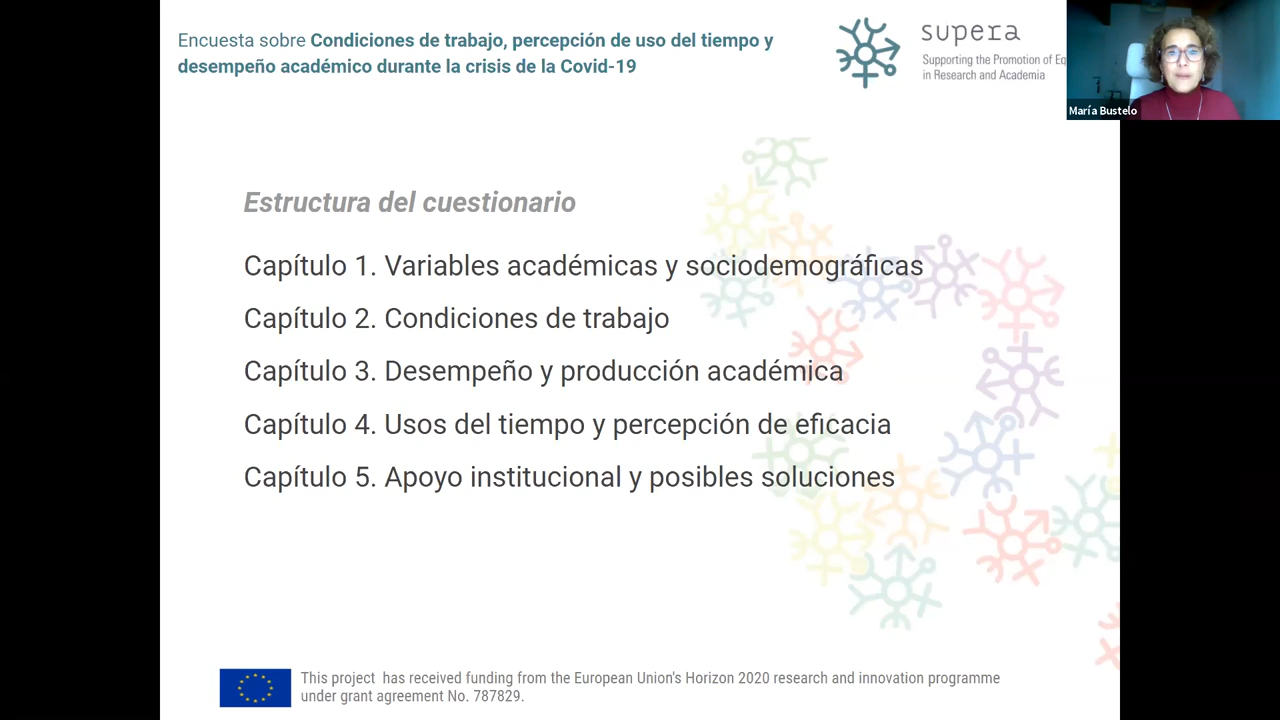 Encuesta sobre Condiciones de trabajo, percepción de uso del tiempo y
desempeño académico durante la crisis de la Covid-19
supera
Supporting the Promotion of
in Research and Academia
María Bustelo
Estructura del cuestionario
Capítulo 1. Variables académicas y sociodemográficas
Capítulo 2. Condiciones de trabajo
Capítulo 3. Desempeño y producción académica
Capítulo 4. Usos del tiempo y percepción de eficacia
Capítulo 5. Apoyo institucional y posibles soluciones
This project has received funding from the European Union's Horizon 2020 research and innovation programme
under grant agreement No. 787829.